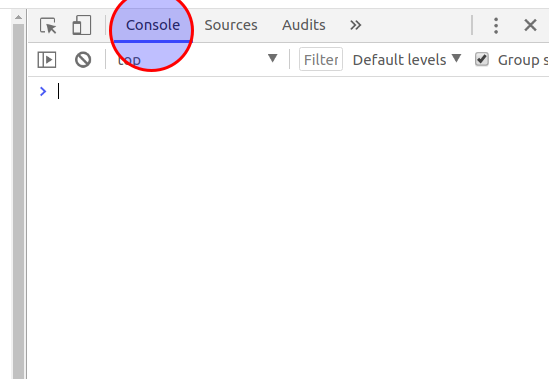 Console Sources Audits
top Filter Default levels Group s